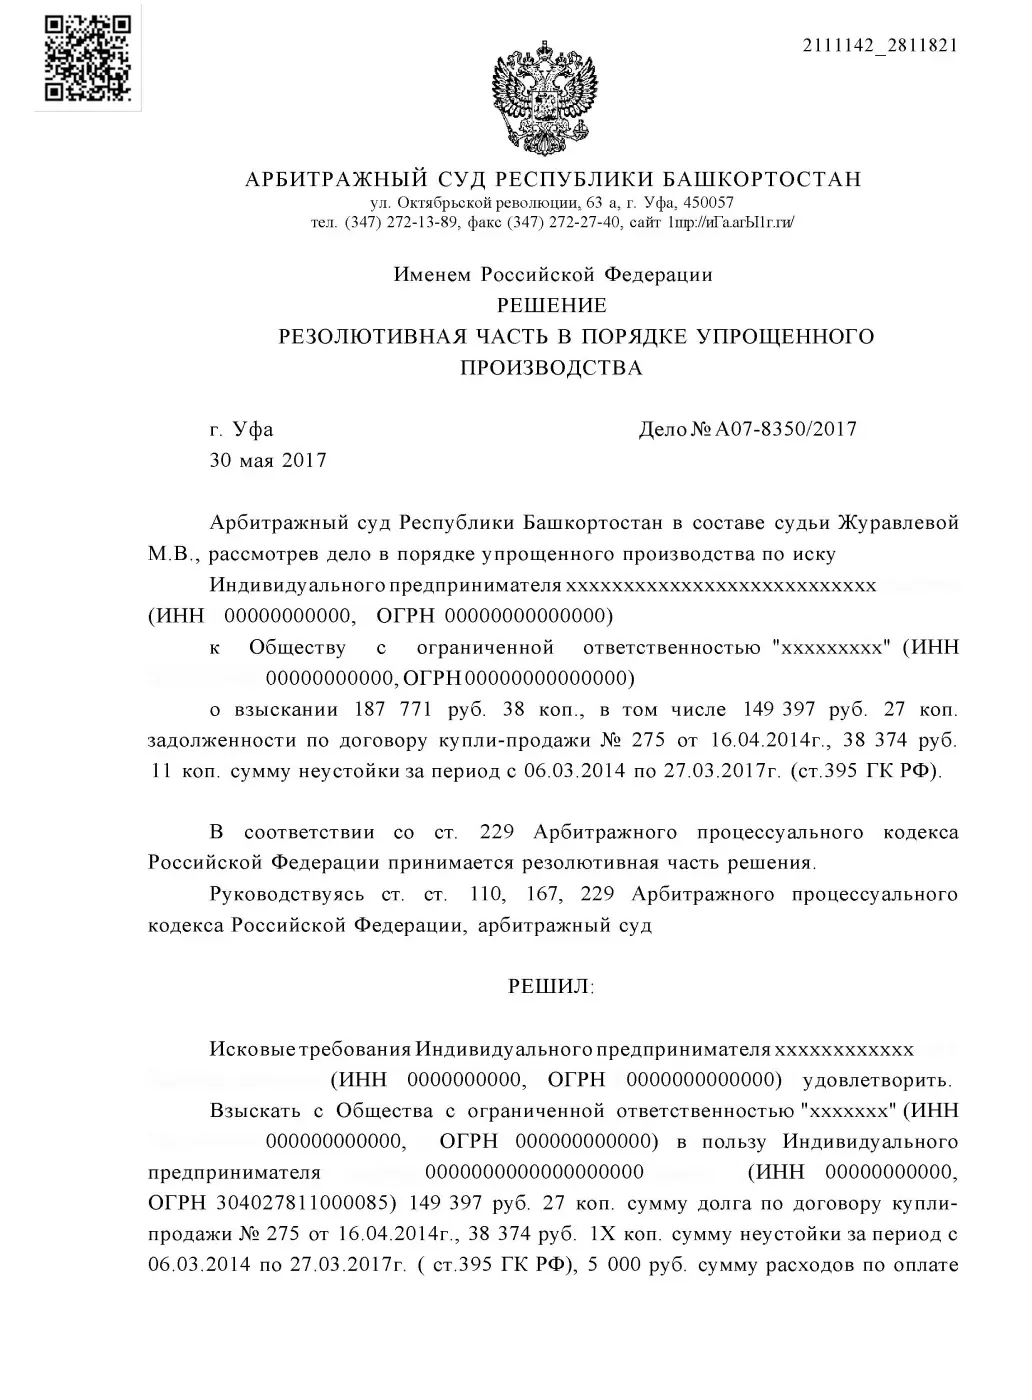 2111142_2811821
АРБИТРАЖНЫЙ СУД РЕСПУБЛИКИ БАШКОРТОСТАН
ул. Октябрьской революции, 63 а, г. Уфа, 450057
тел. (347) 272-13-89, факс (347) 272-27-40, сайт 1mp://иГа.агЫ1г.ги/
Именем Российской Федерации
РЕШЕНИЕ
РЕЗОЛЮТИВНАЯ ЧАСТЬ В ПОРЯДКЕ УПРОЩЕННОГО
ПРОИЗВОДСТВА
г. Уфа Дело № А07-8350/2017
30 мая 2017
Арбитражный суд Республики Башкортостан в составе судьи Журавлевой
М.В., рассмотрев дело в порядке упрощенного производства по иску
Индивидуального предпринимателя хххххххххххххххххххххххххх
(ИНН 00000000000, ОГРН 00000000000000)
к Обществу с ограниченной ответственностью "ххххххххх" (ИНН
00000000000, ОГРН 00000000000000)
о взыскании 187 771 руб. 38 коп., в том числе 149 397 руб. 27 коп.
задолженности по договору купли-продажи № 275 от 16.04.2014г., 38 374 руб.
11 коп. сумму неустойки за период с 06.03.2014 по 27.03.2017г. (ст.395 ГК РФ).
В соответствии со ст. 229 Арбитражного процессуального кодекса
Российской Федерации принимается резолютивная часть решения.
Руководствуясь ст. ст. 110, 167, 229 Арбитражного процессуального
кодекса Российской Федерации, арбитражный суд
РЕШИЛ:
Исковые требования Индивидуального предпринимателя хххххххххххх
(ИНН 0000000000, ОГРН 0000000000000) удовлетворить.
Взыскать с Общества с ограниченной ответственностью "ххххххх" (ИНН
000000000000, ОГРН 000000000000) в пользу Индивидуального
предпринимателя 0000000000000000000 (ИНН 00000000000,
ОГРН 304027811000085) 149 397 руб. 27 коп. сумму долга по договору купли-
продажи № 275 от 16.04.2014г., 38 374 руб. 1Х коп. сумму неустойки за период с
06.03.2014 по 27.03.2017г. ( ст.395 ГК РФ), 5 000 руб. сумму расходов по оплате